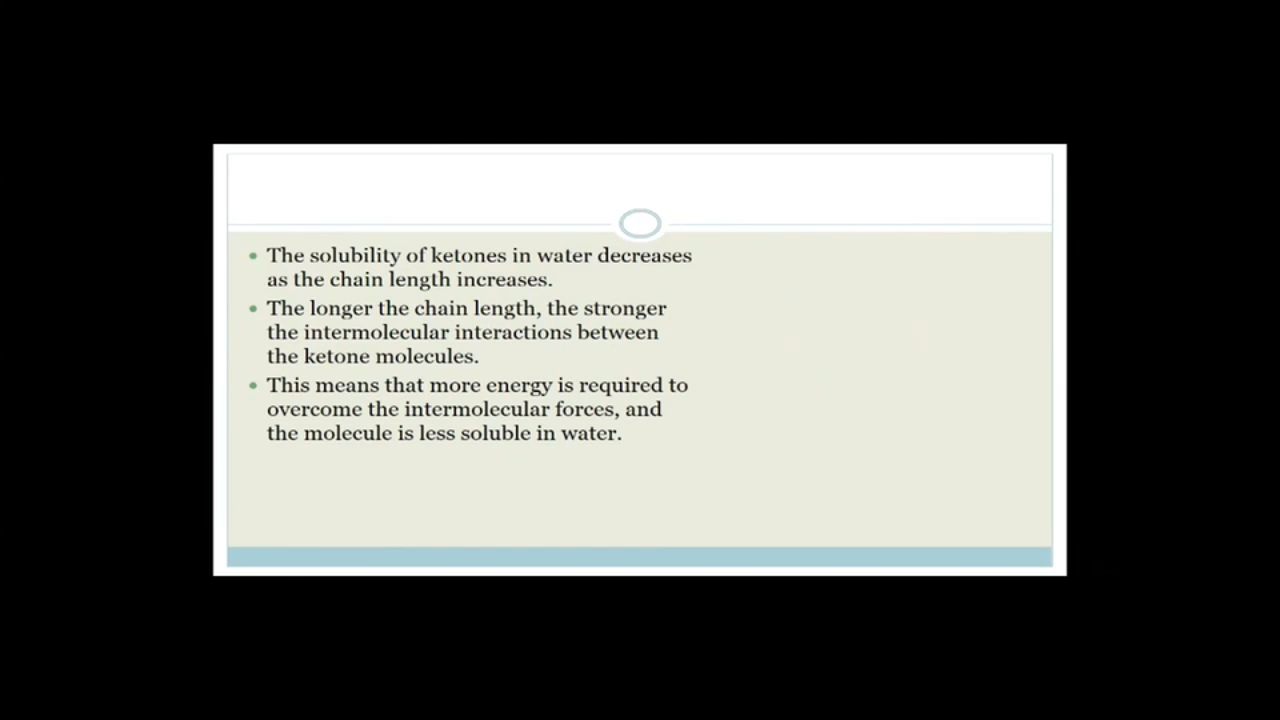 • The solubility of ketones in water decreases
as the chain length increases.
• The longer the chain length, the stronger
the intermolecular interactions between
the ketone molecules.
• This means that more energy is required to
overcome the intermolecular forces, and
the molecule is less soluble in water.